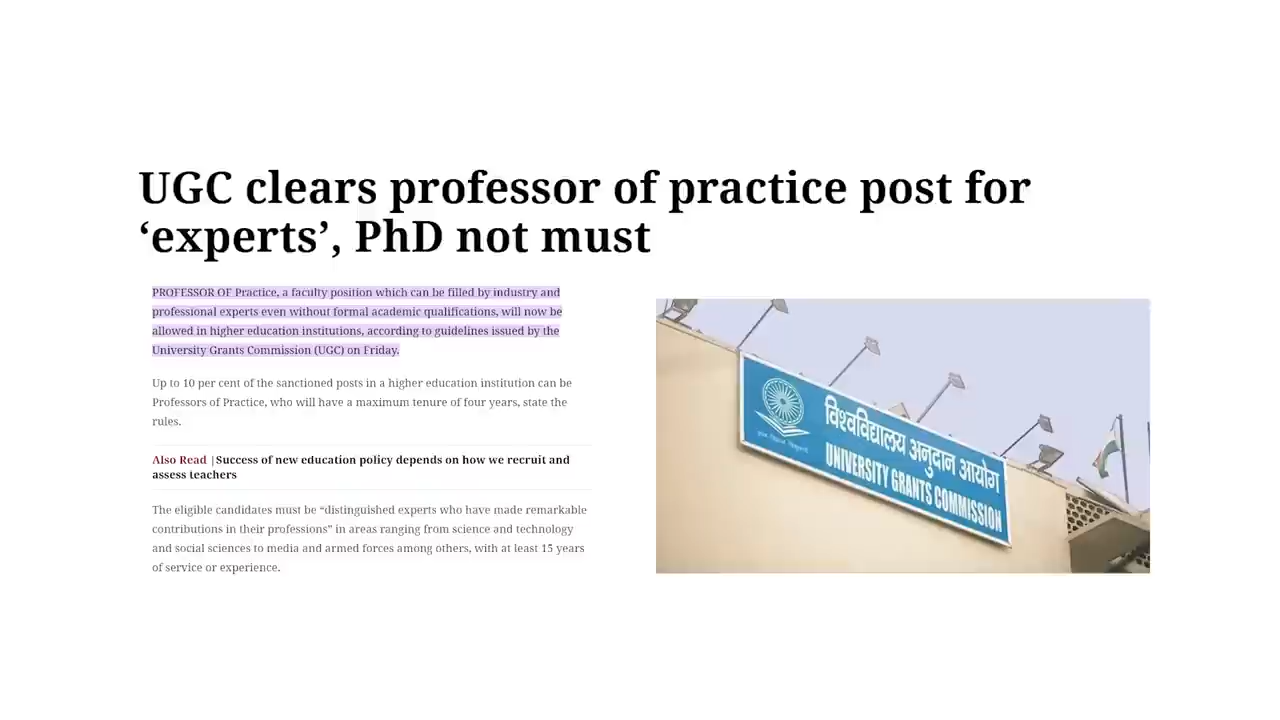 UGC clears professor of practice post for
‘experts’, PhD not must
PROFESSOR OF Practice, a faculty position which can be filled by industry and
professional experts even without formal academic qualifications, will now be
allowed in higher education institutions, according to guidelines issued by the
University Grants Commission (UGC) on Friday.
Up to 10 per cent of the sanctioned posts in a higher education institution can be
Professors of Practice, who will have a maximum tenure of four years, state the
rules.
Also Read |Success of new education policy depends on how we recruit and
assess teachers
The eligible candidates must be “distinguished experts who have made remarkable
contributions in their professions” in areas ranging from science and technology
and social sciences to media and armed forces among others, with at least 15 years
of service or experience.
विश्वविद्यालय अनुदान आयोग
UNIVERSITY GRANTS COMMISSION